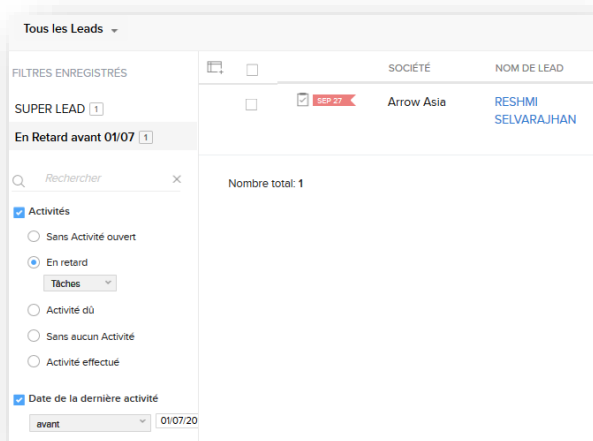 Tous les Leads
FILTRES ENREGISTRÉS
SUPER LEAD 1
En Retard avant 01/07 1
Rechercher
Activités
Sans Activité ouvert
En retard
Tâches
Activité dû
Sans aucun Activité
Activité effectué
Date de la dernière activité
avant 01/07/20
SOCIÉTÉ NOM DE LEAD
SEP 27 Arrow Asia RESHMI
SELVARAJHAN
Nombre total: 1